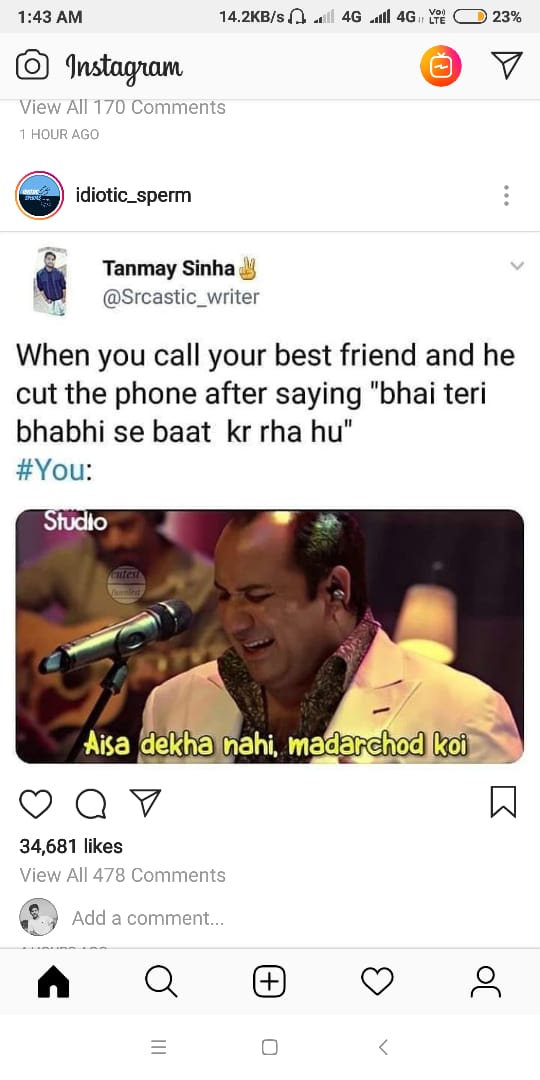 1:43 AM 14.2KB/s 4G 4G VoLTE 23%
Instagram
View All 170 Comments
1 HOUR AGO
idiotic_sperm
Tanmay Sinha✌
@Srcastic_writer
When you call your best friend and he
cut the phone after saying "bhai teri
bhabhi se baat kr rha hu"
#You:
Studio
Aisa dekha nahi, madarchod koi
34,681 likes
View All 478 Comments
Add a comment...